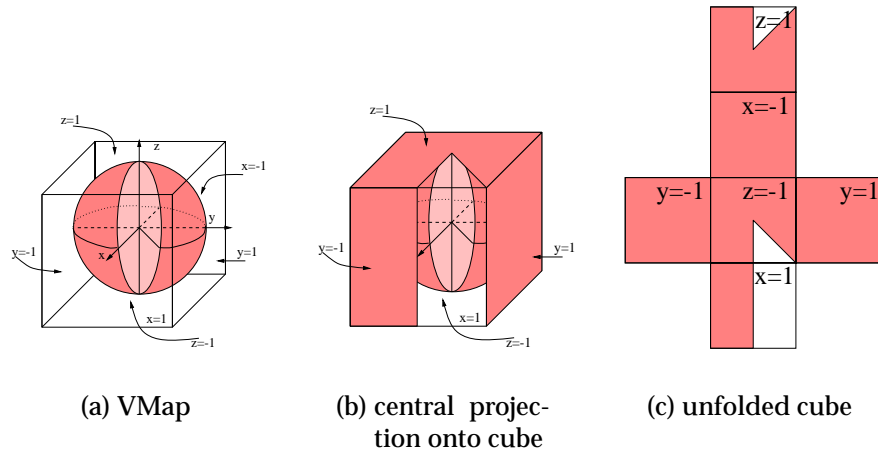 z=1
z
x=-1
y
y=-1
x
y=1
x=1
z=-1
(a) VMap
z=1
y=-1
y=1
x=1
z=-1
(b) central projec-
tion onto cube
z=1
x=-1
y=-1
z=-1
y=1
x=1
(c) unfolded cube